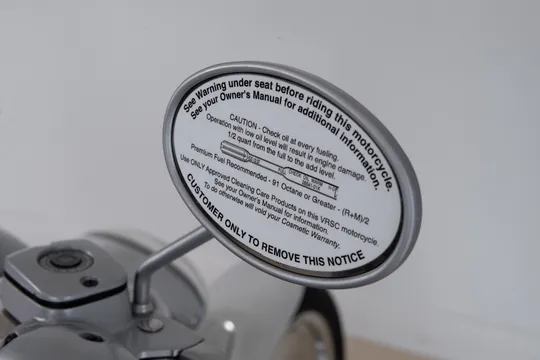 See Warning under seat before riding this motorcycle.
See your Owner's Manual for additional information.
CAUTION - Check oil at every fueling.
Operation with low oil level will result in engine damage.
1/2 quart from the full to the add level.
Premium Fuel Recommended - 91 Octane or Greater - (R+M)/2
Use ONLY Approved Cleaning Care Products on this VRSC motorcycle.
See your Owner's Manual for Information.
To do otherwise will void your Cosmetic Warranty.
CUSTOMER ONLY TO REMOVE THIS NOTICE